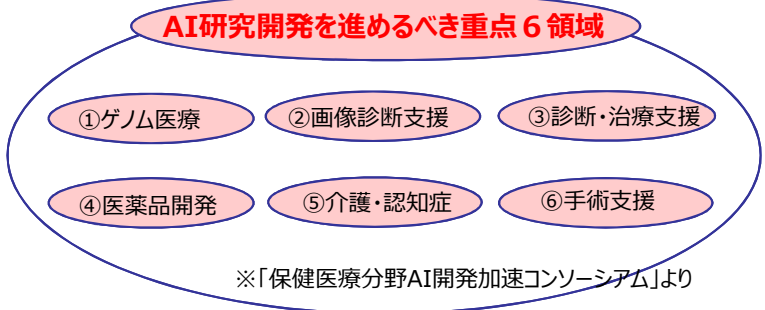 AI研究開発を進めるべき重点６領域
①ゲノム医療
②画像診断支援
③診断・治療支援
④医薬品開発
⑤介護・認知症
⑥手術支援
※「保健医療分野AI開発加速コンソーシアム」より